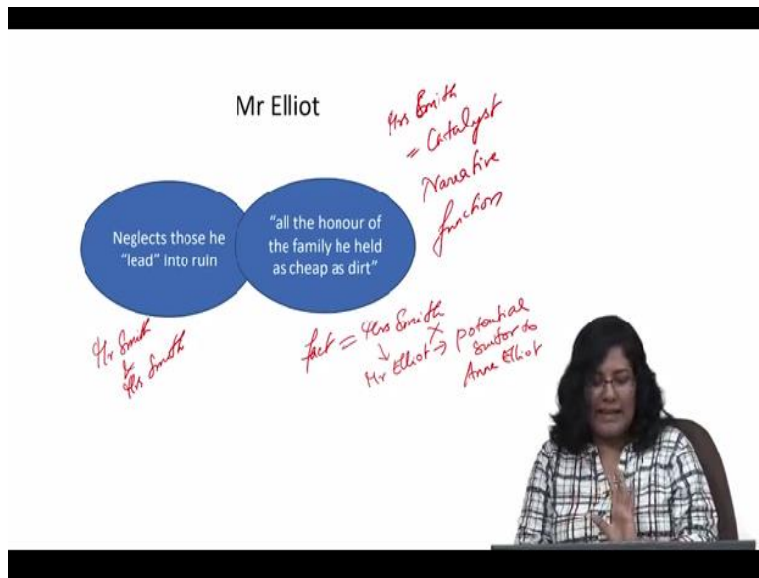 Mr Elliot
Mrs Smith
= Catalyst
Narrative
function
Neglects those he
"lead" into ruin
"all the honour of
the family he held
as cheap as dirt"
Mr Smith
&
Mrs Smith
fact = Mrs Smith
↓ X
Mr Elliot → potential
suitor to
Anne Elliot